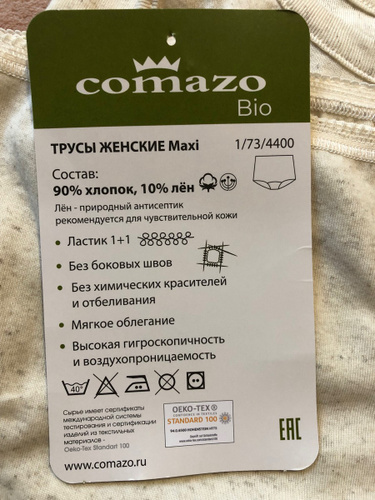 comazo
Bio
ТРУСЫ ЖЕНСКИЕ Maxi 1/73/4400
Состав:
90% хлопок, 10% лён
Лён - природный антисептик
рекомендуется для чувствительной кожи
• Ластик 1+1
• Без боковых швов
• Без химических красителей
и отбеливания
• Мягкое облегание
• Высокая гигроскопичность
и воздухопроницаемость
40°
Сырье имеет сертификаты
международной системы
тестирования и сертификации
изделий из текстильных
материалов -
Oeko-Tex Standart 100
OEKO-TEX®
STANDARD 100
EAC
www.comazo.ru